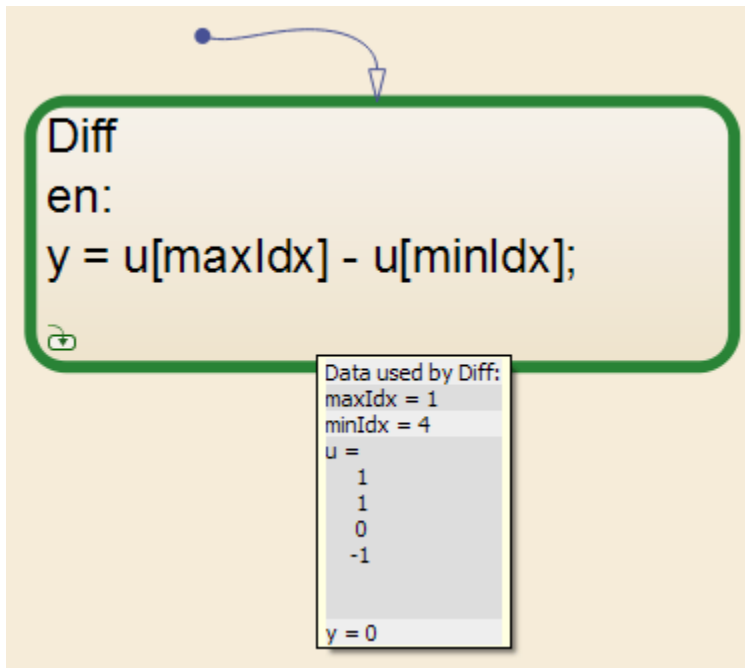 Diff
en:
y = u[maxIdx] - u[minIdx];
Data used by Diff:
maxIdx = 1
minIdx = 4
u =
1
1
0
-1
y = 0